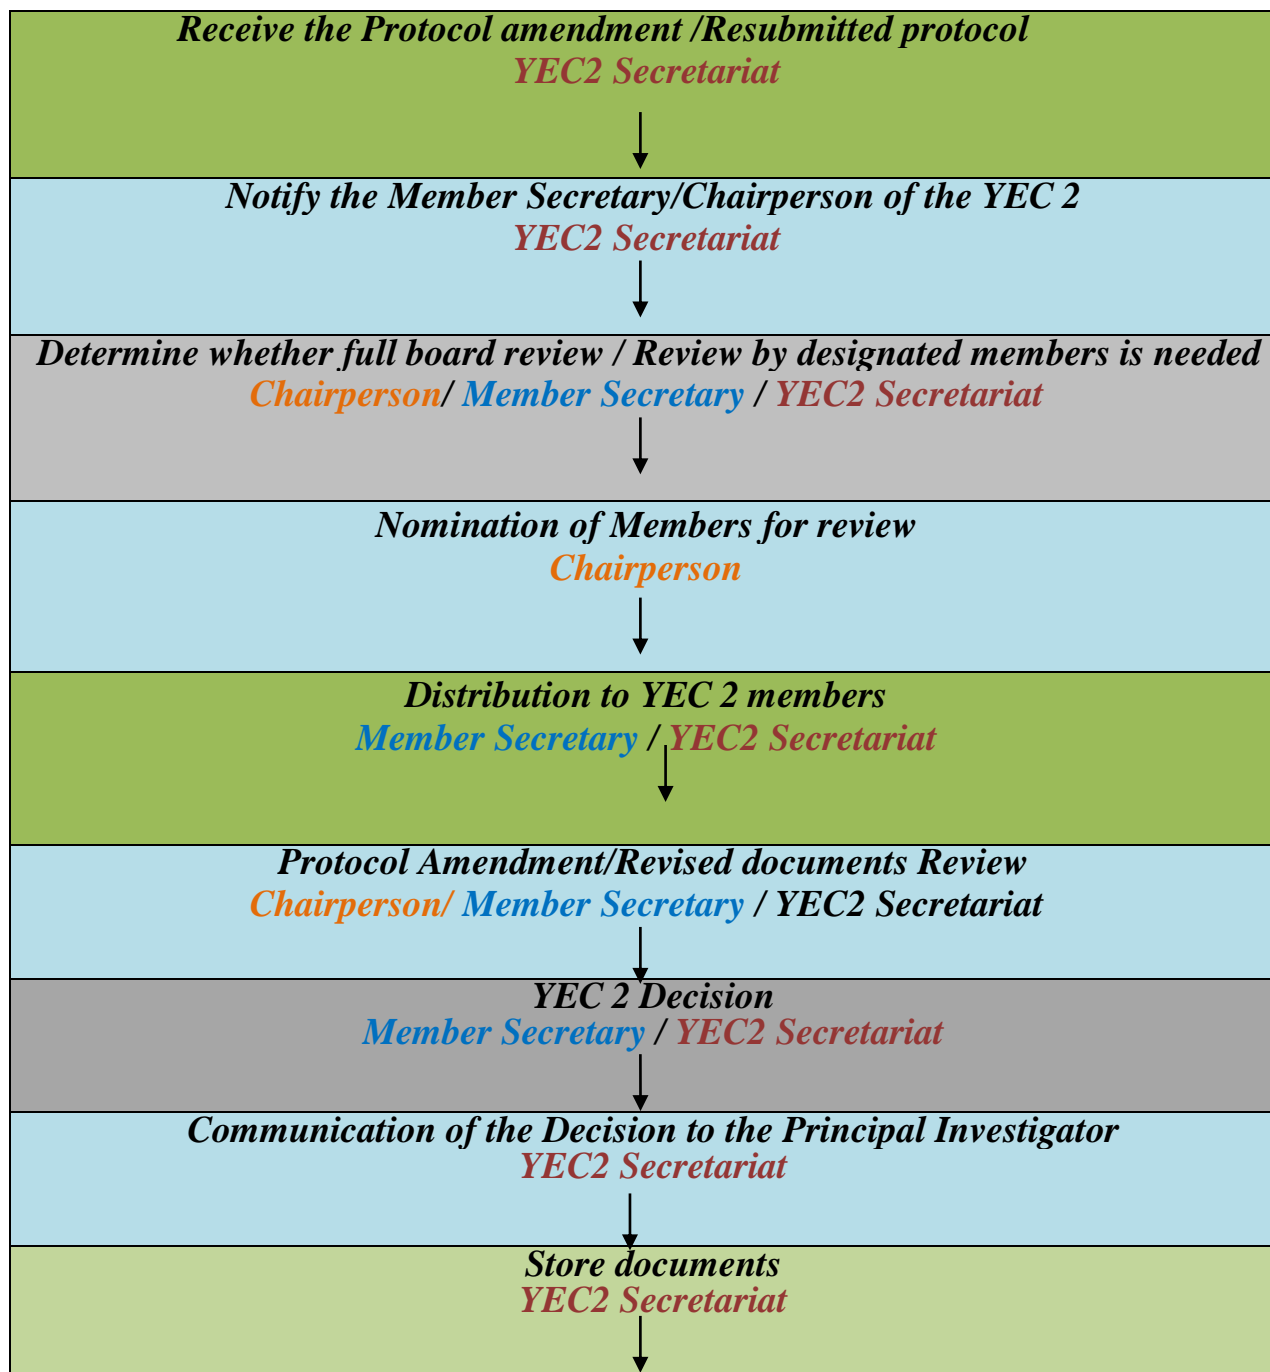 Receive the Protocol amendment /Resubmitted protocol
YEC2 Secretariat
Notify the Member Secretary/Chairperson of the YEC 2
YEC2 Secretariat
Determine whether full board review / Review by designated members is needed
Chairperson/ Member Secretary / YEC2 Secretariat
Nomination of Members for review
Chairperson
Distribution to YEC 2 members
Member Secretary / YEC2 Secretariat
Protocol Amendment/Revised documents Review
Chairperson/ Member Secretary / YEC2 Secretariat
YEC 2 Decision
Member Secretary / YEC2 Secretariat
Communication of the Decision to the Principal Investigator
YEC2 Secretariat
Store documents
YEC2 Secretariat